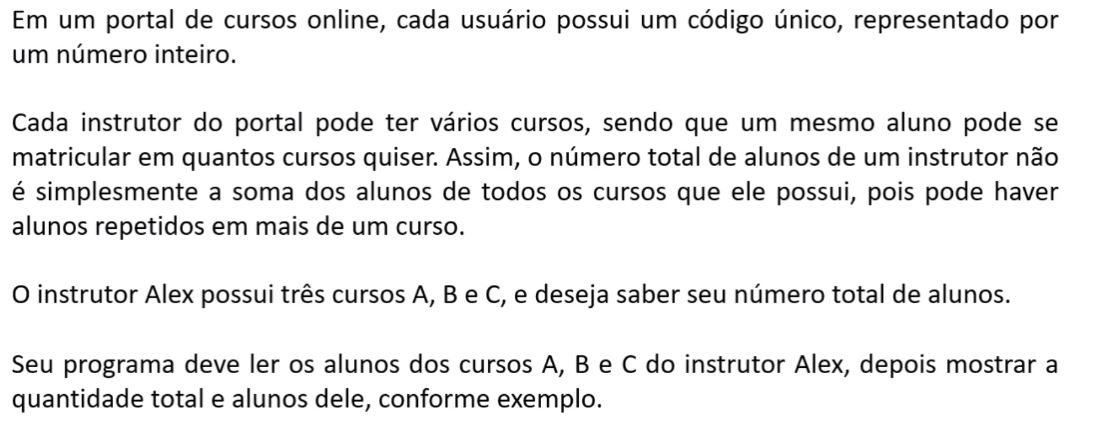 Em um portal de cursos online, cada usuário possui um código único, representado por
um número inteiro.
Cada instrutor do portal pode ter vários cursos, sendo que um mesmo aluno pode se
matricular em quantos cursos quiser. Assim, o número total de alunos de um instrutor não
é simplesmente a soma dos alunos de todos os cursos que ele possui, pois pode haver
alunos repetidos em mais de um curso.
O instrutor Alex possui três cursos A, B e C, e deseja saber seu número total de alunos.
Seu programa deve ler os alunos dos cursos A, B e C do instrutor Alex, depois mostrar a
quantidade total e alunos dele, conforme exemplo.